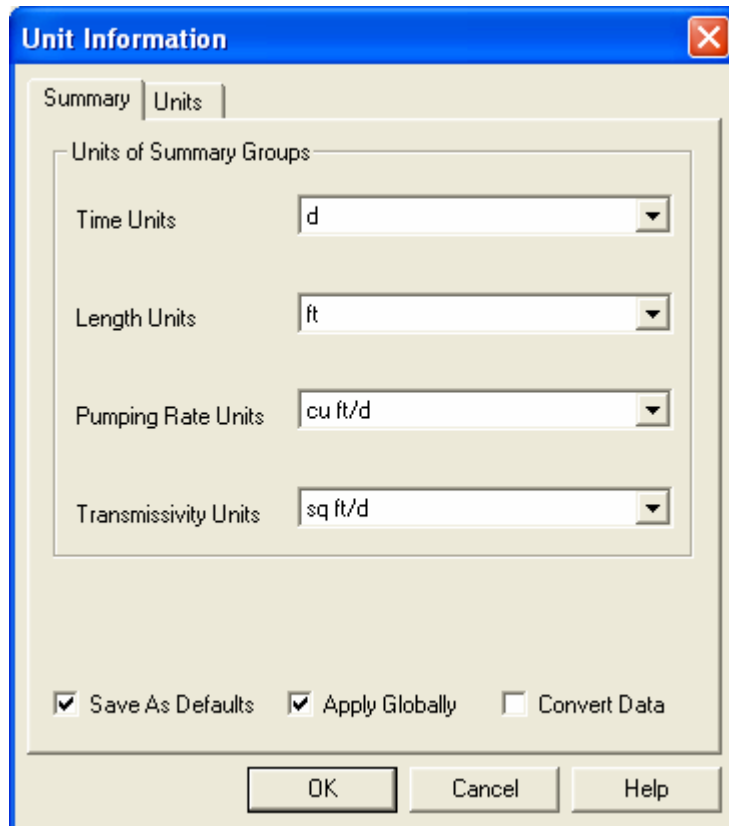 Unit Information
Summary Units
Units of Summary Groups
Time Units d
Length Units ft
Pumping Rate Units cu ft/d
Transmissivity Units sq ft/d
Save As Defaults Apply Globally Convert Data
OK Cancel Help